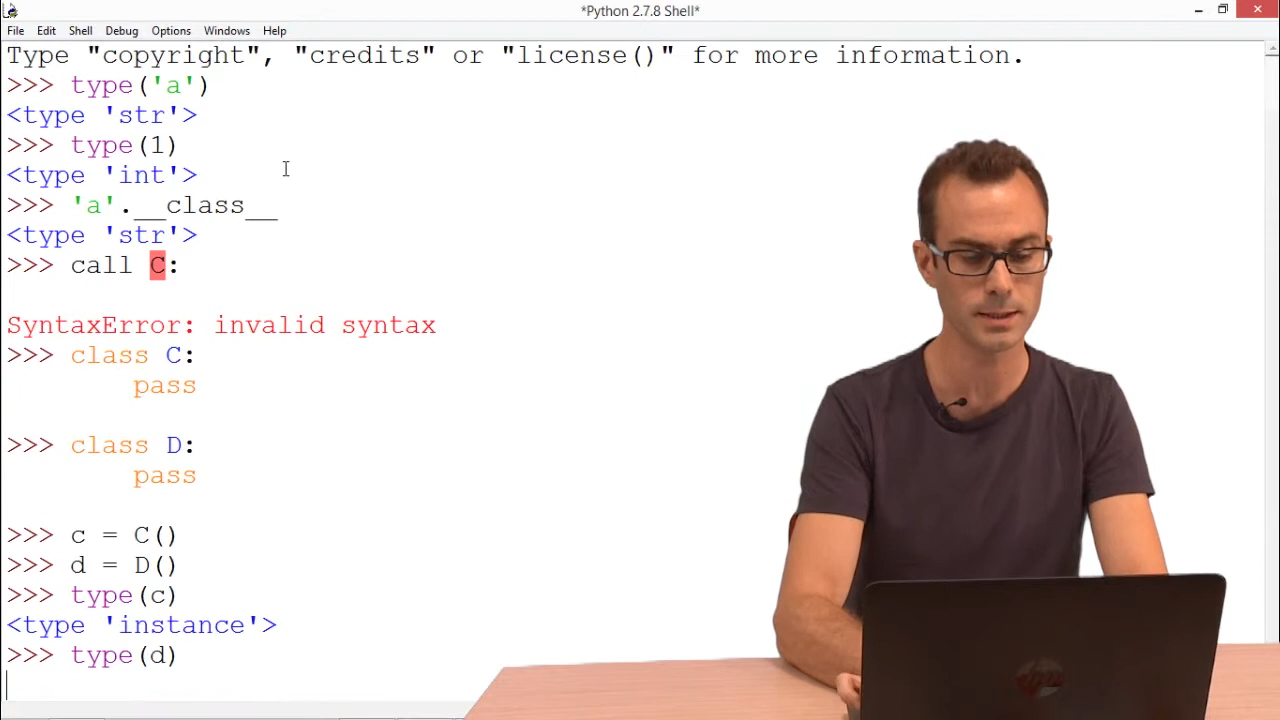 *Python 2.7.8 Shell*
File Edit Shell Debug Options Windows Help
Type "copyright", "credits" or "license()" for more information.
>>> type('a')
<type 'str'>
>>> type(1)
<type 'int'>
>>> 'a'.__class__
<type 'str'>
>>> call C:
SyntaxError: invalid syntax
>>> class C:
pass
>>> class D:
pass
>>> c = C()
>>> d = D()
>>> type(c)
<type 'instance'>
>>> type(d)